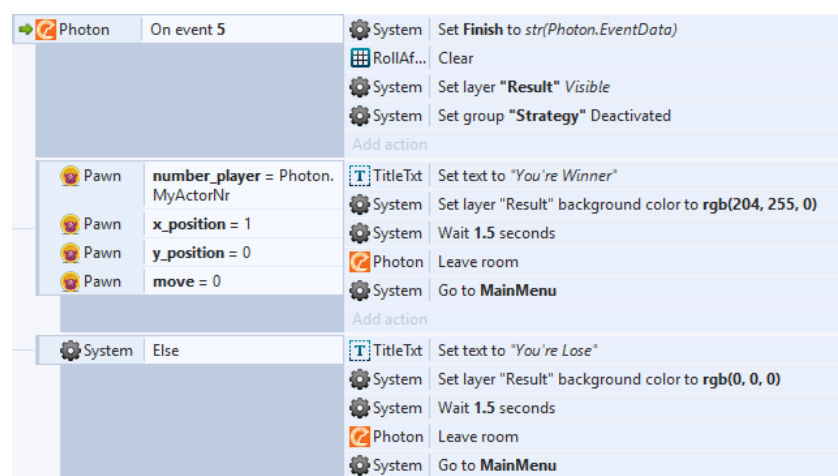 Photon On event 5 System Set Finish to str(Photon.EventData)
RollAf... Clear
System Set layer "Result" Visible
System Set group "Strategy" Deactivated
Add action
Pawn number_player = Photon. TitleTxt Set text to "You're Winner"
MyActorNr System Set layer "Result" background color to rgb(204, 255, 0)
Pawn x_position = 1 System Wait 1.5 seconds
Pawn y_position = 0 Photon Leave room
Pawn move = 0 System Go to MainMenu
Add action
System Else TitleTxt Set text to "You're Lose"
System Set layer "Result" background color to rgb(0, 0, 0)
System Wait 1.5 seconds
Photon Leave room
System Go to MainMenu